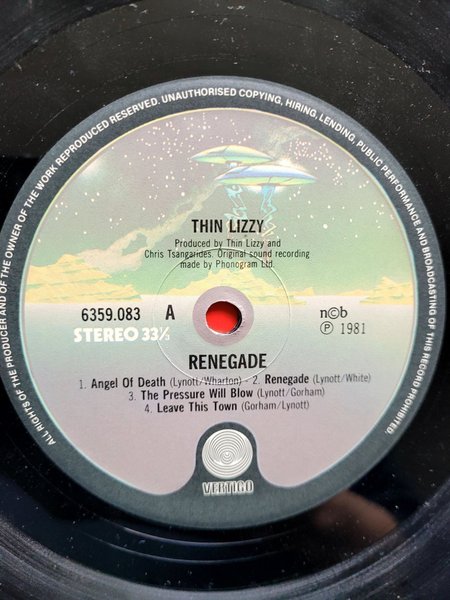 ALL RIGHTS OF THE PRODUCER AND OF THE OWNER OF THE WORK REPRODUCED RESERVED. UNAUTHORISED COPYING, HIRING, LENDING, PUBLIC PERFORMANCE AND BROADCASTING OF THIS RECORD PROHIBITED.
THIN LIZZY
Produced by Thin Lizzy and
Chris Tsangarides. Original sound recording
made by Phonogram Ltd.
6359.083 A
n©b
STEREO 33⅓
℗ 1981
RENEGADE
1. Angel Of Death (Lynott/Wharton) - 2. Renegade (Lynott/White)
3. The Pressure Will Blow (Lynott/Gorham)
4. Leave This Town (Gorham/Lynott)
VERTIGO